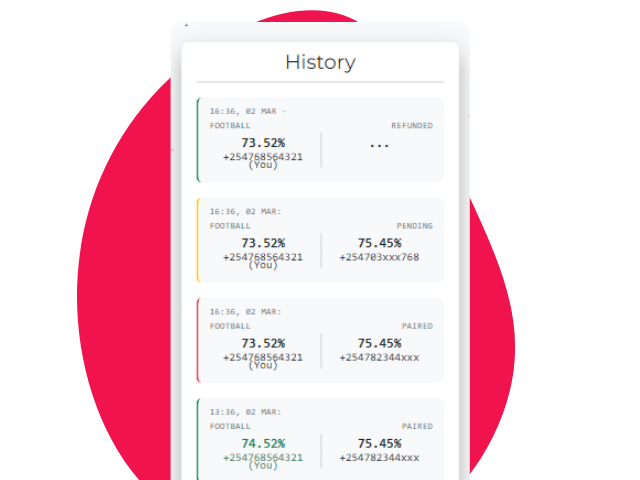 History
16:36, 02 MAR -
FOOTBALL REFUNDED
73.52% ...
+254768564321
(You)
16:36, 02 MAR:
FOOTBALL PENDING
73.52% 75.45%
+254768564321 +254703xxx768
(You)
16:36, 02 MAR:
FOOTBALL PAIRED
73.52% 75.45%
+254768564321 +254782344xxx
(You)
13:36, 02 MAR:
FOOTBALL PAIRED
74.52% 75.45%
+254768564321 +254782344xxx
(You)